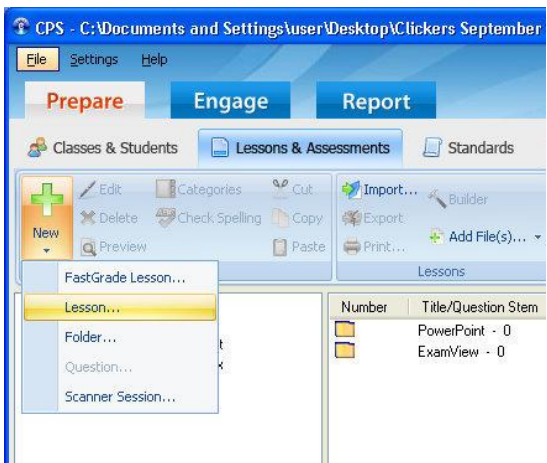 CPS - C:\Documents and Settings\user\Desktop\Clickers September
File Settings Help
Prepare Engage Report
Classes & Students Lessons & Assessments Standards
New Edit Categories Cut Import... Builder
Delete Check Spelling Copy Export
Preview Paste Print... Add File(s)...
Lessons
FastGrade Lesson...
Lesson...
Folder...
Question...
Scanner Session...
Number Title/Question Stem
PowerPoint - 0
ExamView - 0